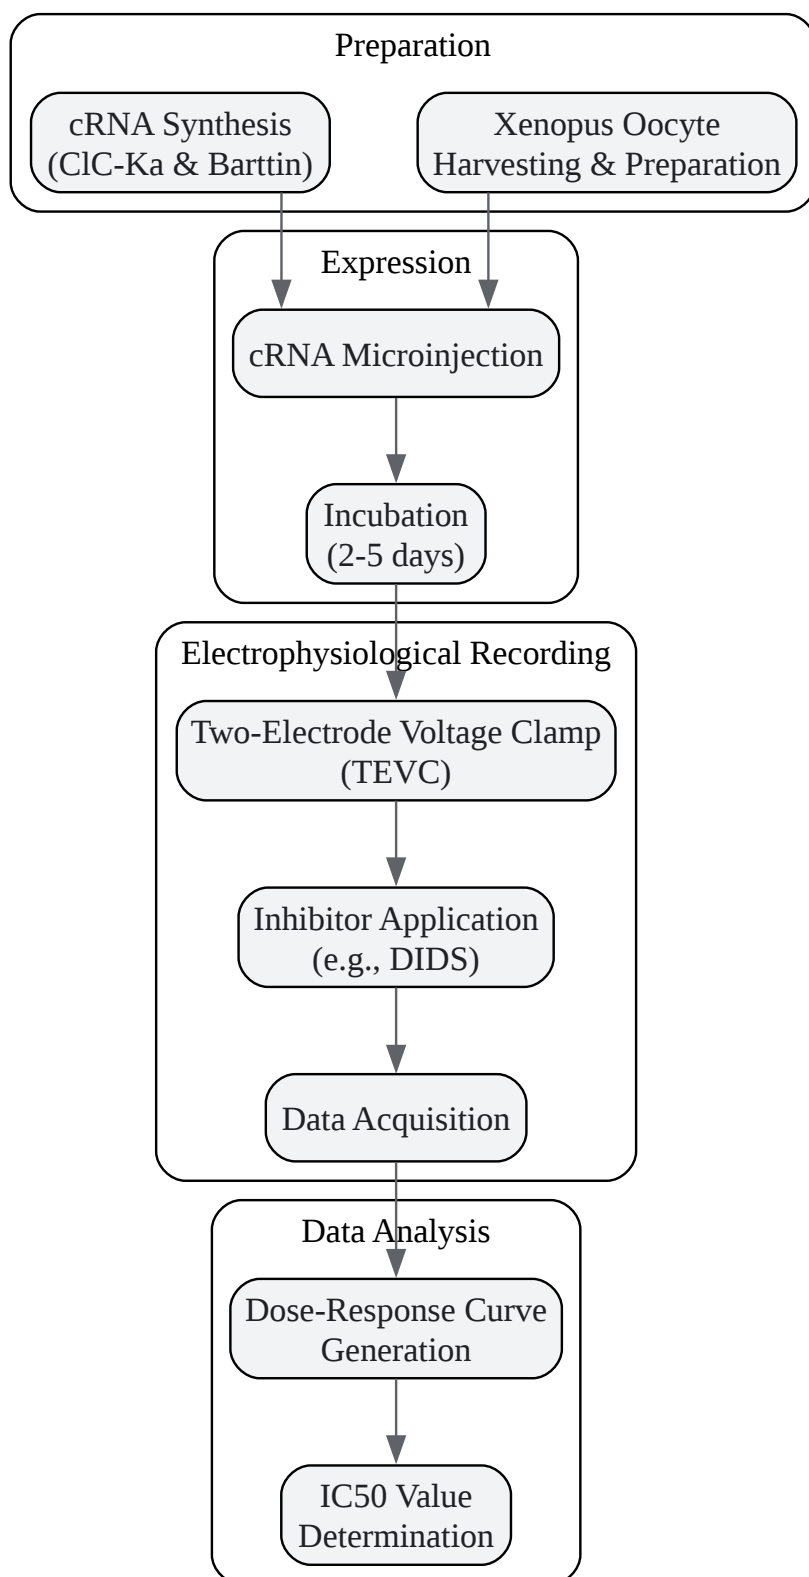 Preparation
cRNA Synthesis
(ClC-Ka & Barttin)
Xenopus Oocyte
Harvesting & Preparation
Expression
cRNA Microinjection
Incubation
(2-5 days)
Electrophysiological Recording
Two-Electrode Voltage Clamp
(TEVC)
Inhibitor Application
(e.g., DIDS)
Data Acquisition
Data Analysis
Dose-Response Curve
Generation
IC50 Value
Determination